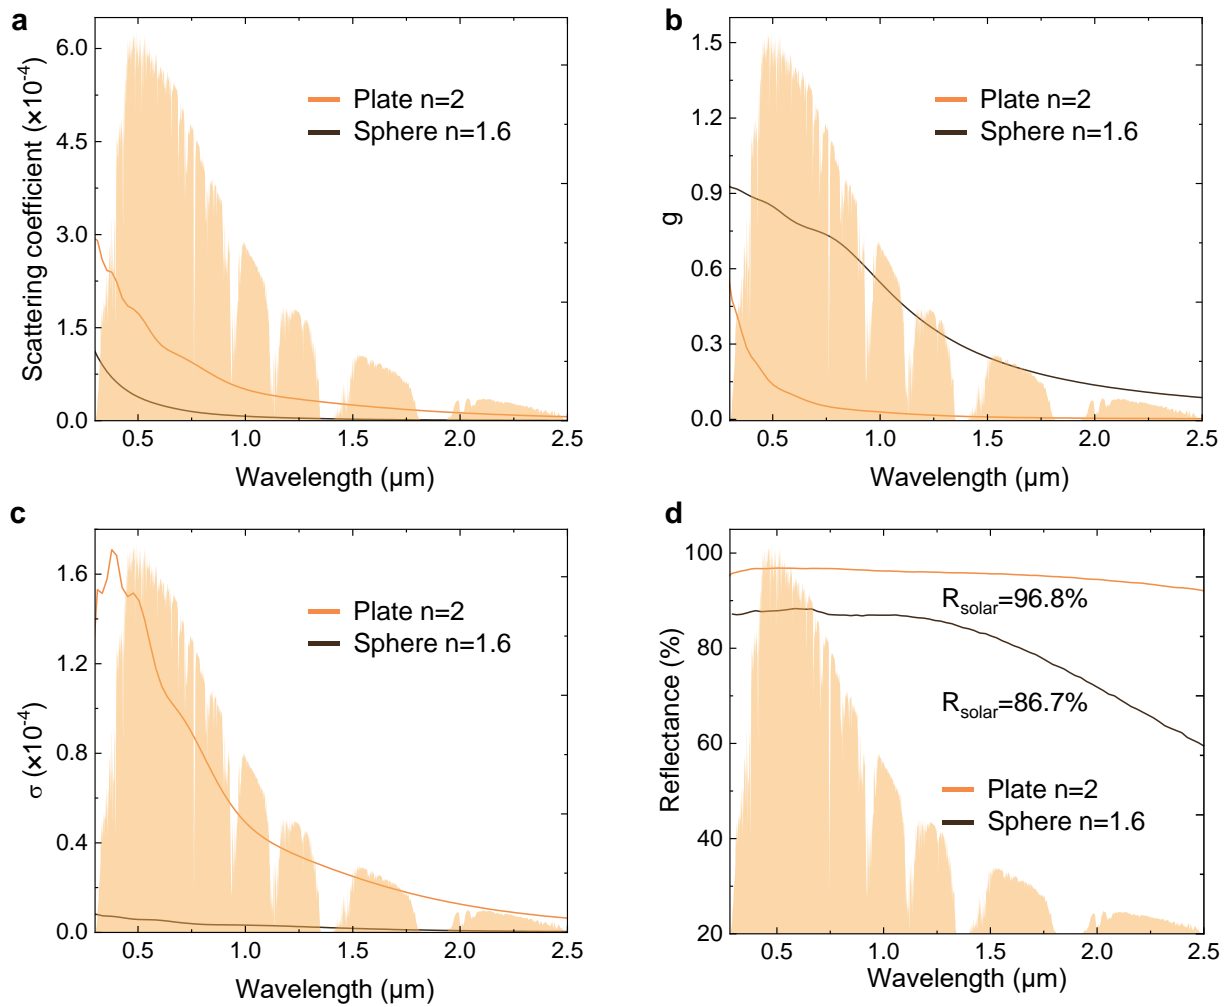 a
Scattering coefficient (×10⁻⁴)
6.0
4.5
3.0
1.5
0.0
Plate n=2
Sphere n=1.6
0.5 1.0 1.5 2.0 2.5
Wavelength (μm)
b
g
1.5
1.2
0.9
0.6
0.3
0.0
Plate n=2
Sphere n=1.6
0.5 1.0 1.5 2.0 2.5
Wavelength (μm)
c
σ (×10⁻⁴)
1.6
1.2
0.8
0.4
0.0
Plate n=2
Sphere n=1.6
0.5 1.0 1.5 2.0 2.5
Wavelength (μm)
d
Reflectance (%)
100
80
60
40
20
R_solar=96.8%
R_solar=86.7%
Plate n=2
Sphere n=1.6
0.5 1.0 1.5 2.0 2.5
Wavelength (μm)